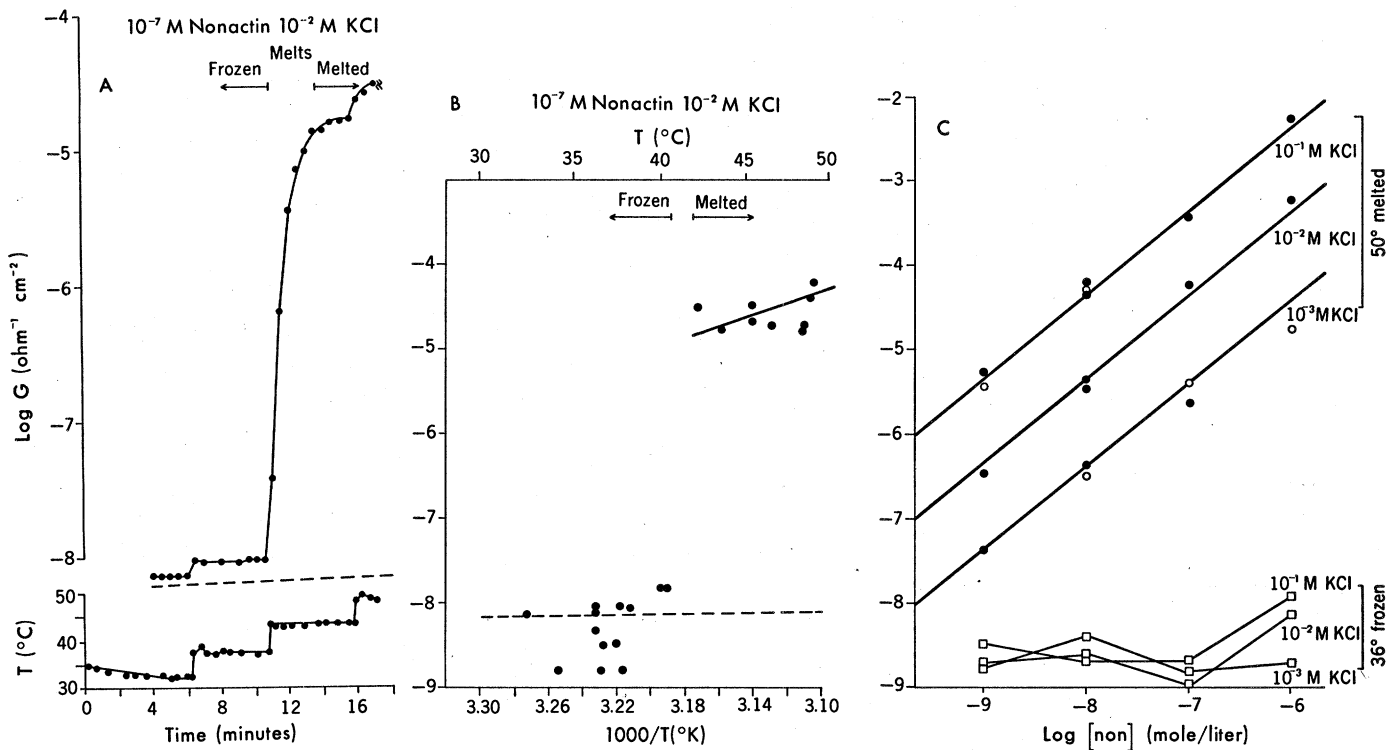 10⁻⁷ M Nonactin 10⁻² M KCl
Melts
Frozen
Melted
A
−4
−5
−6
−7
−8
Log G (ohm⁻¹ cm⁻²)
50
40
30
T (°C)
0
4
8
12
16
Time (minutes)
B
10⁻⁷ M Nonactin 10⁻² M KCl
T (°C)
30
35
40
45
50
Frozen
Melted
−4
−5
−6
−7
−8
−9
3.30
3.26
3.22
3.18
3.14
3.10
1000/T(°K)
C
−2
−3
−4
−5
−6
−7
−8
−9
10⁻¹ M KCl
10⁻² M KCl
10⁻³ M KCl
50° melted
10⁻¹ M KCl
10⁻² M KCl
10⁻³ M KCl
36° frozen
−9
−8
−7
−6
Log [non] (mole/liter)